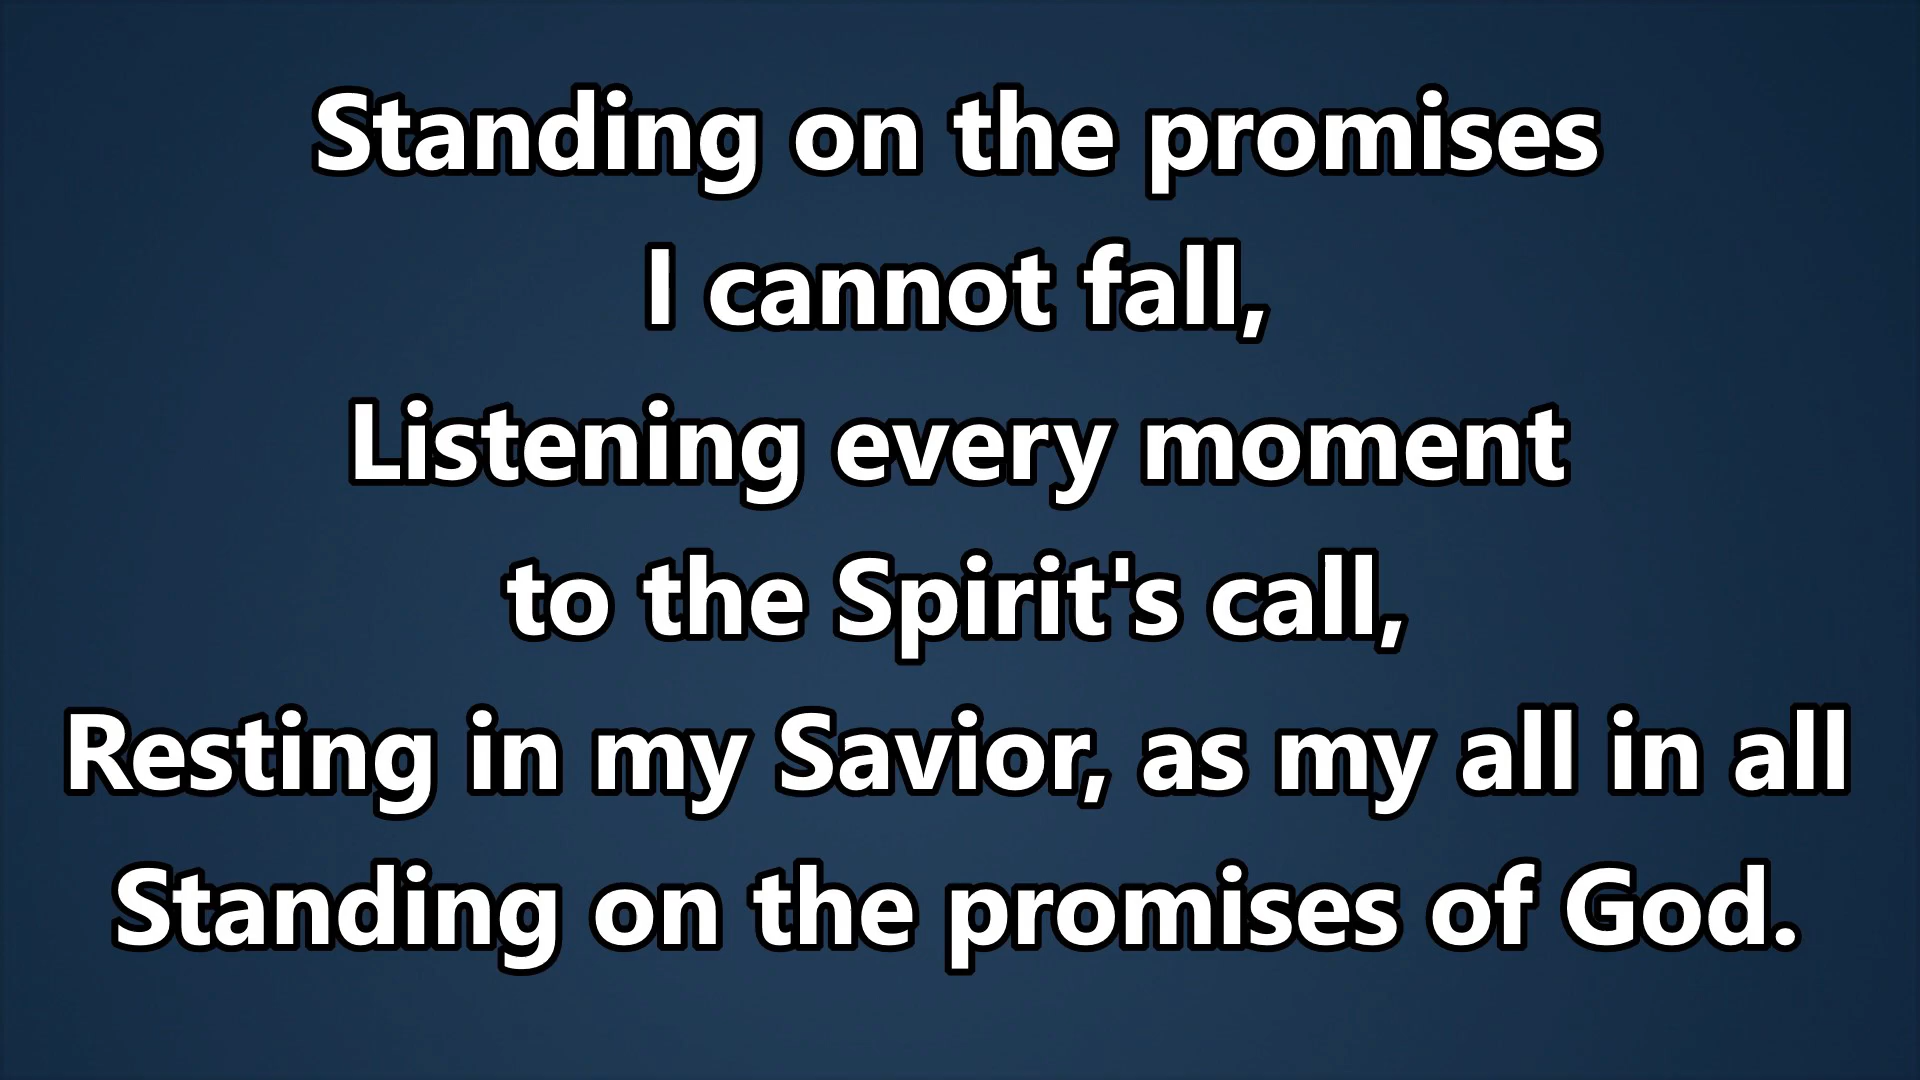 Standing on the promises
I cannot fall,
Listening every moment
to the Spirit's call,
Resting in my Savior, as my all in all
Standing on the promises of God.